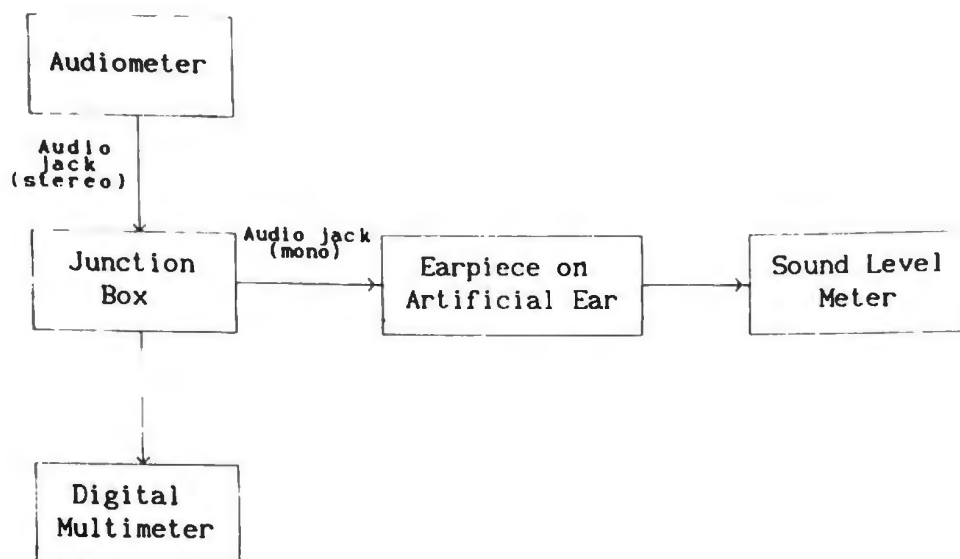 Audiometer
Audio
jack
(stereo)
Junction
Box
Audio jack
(mono)
Earpiece on
Artificial Ear
Sound Level
Meter
Digital
Multimeter